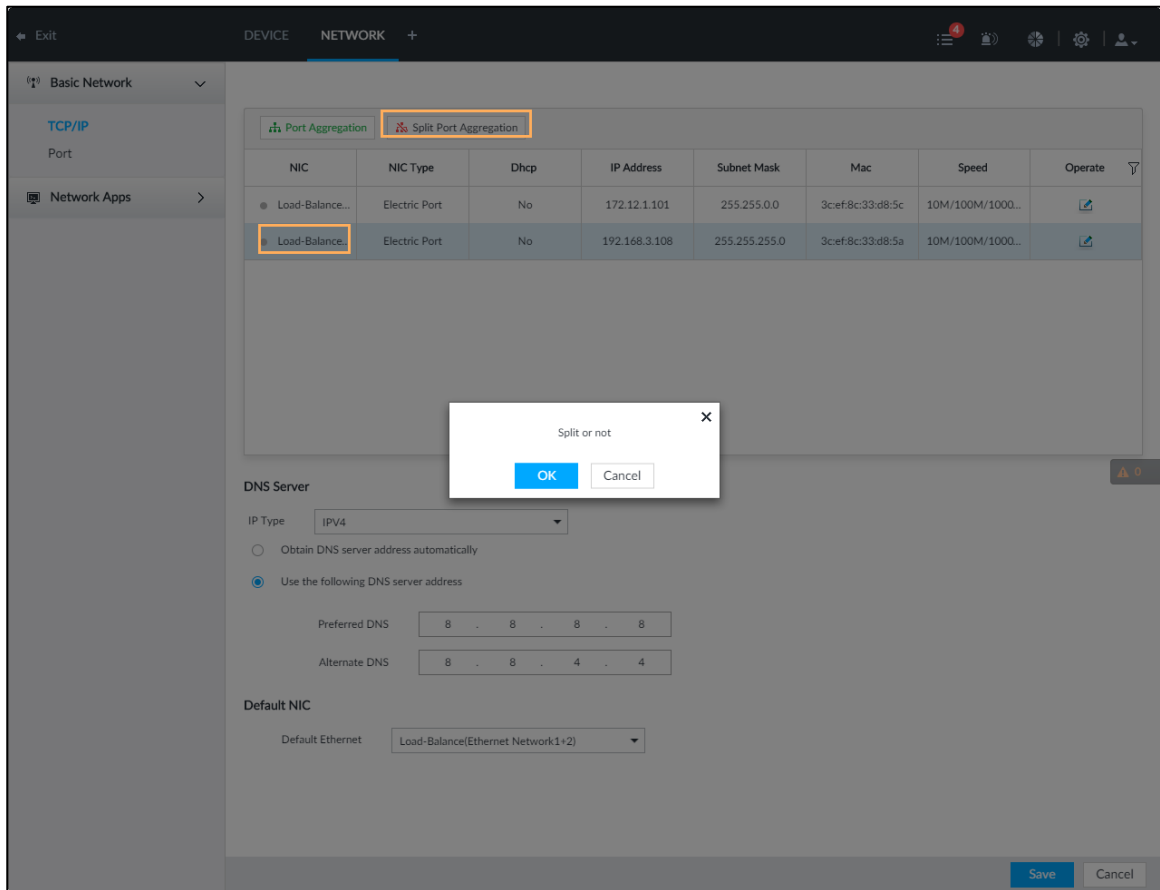 Exit DEVICE NETWORK + 4
Basic Network
TCP/IP
Port
Network Apps
Port Aggregation Split Port Aggregation
NIC NIC Type Dhcp IP Address Subnet Mask Mac Speed Operate
Load-Balance... Electric Port No 172.12.1.101 255.255.0.0 3c:ef:8c:33:d8:5c 10M/100M/1000...
Load-Balance... Electric Port No 192.168.3.108 255.255.255.0 3c:ef:8c:33:d8:5a 10M/100M/1000...
Split or not
OK Cancel
0
DNS Server
IP Type IPV4
Obtain DNS server address automatically
Use the following DNS server address
Preferred DNS 8 . 8 . 8 . 8
Alternate DNS 8 . 8 . 4 . 4
Default NIC
Default Ethernet Load-Balance(Ethernet Network1+2)
Save Cancel